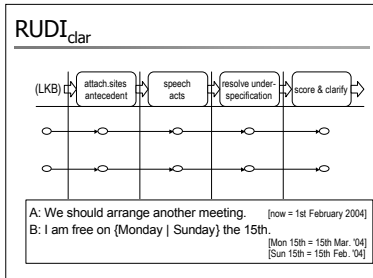 RUDIclar
(LKB)
attach.sites
antecedent
speech
acts
resolve under-
specification
score & clarify
A: We should arrange another meeting. [now = 1st February 2004]
B: I am free on {Monday | Sunday} the 15th.
[Mon 15th = 15th Mar. '04]
[Sun 15th = 15th Feb. '04]